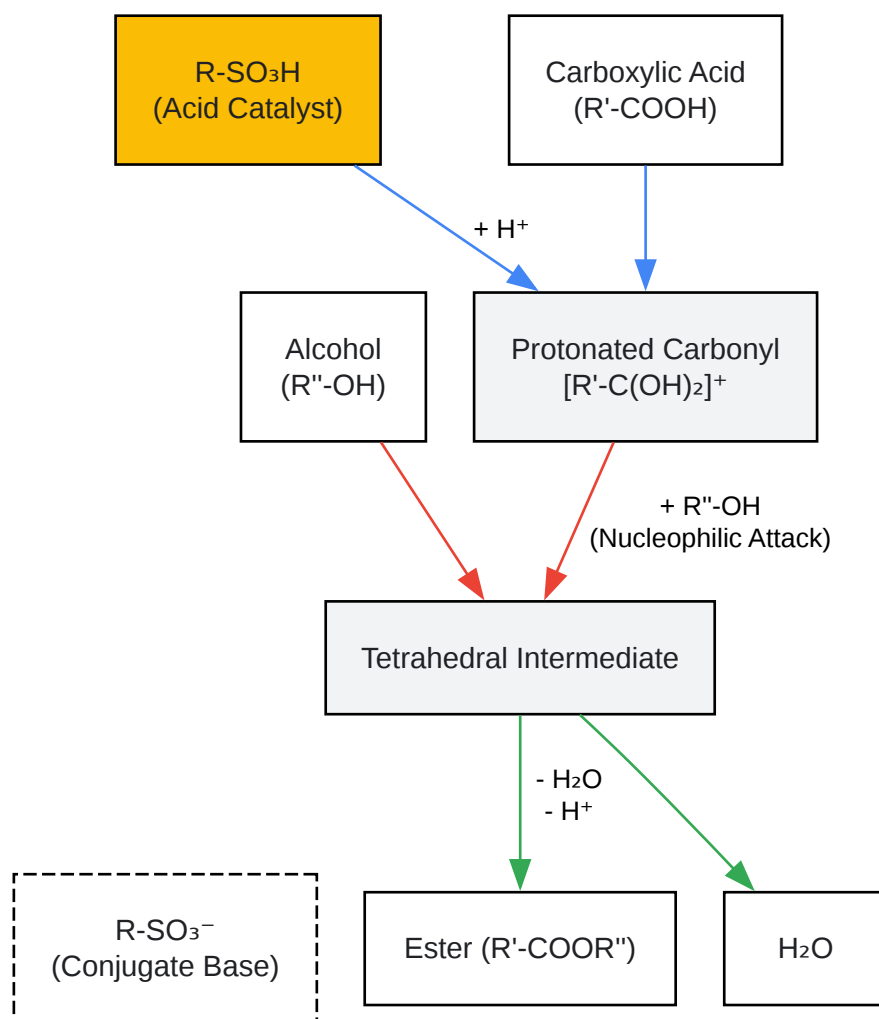 R-SO₃H
(Acid Catalyst)
Carboxylic Acid
(R'-COOH)
+ H⁺
Alcohol
(R''-OH)
Protonated Carbonyl
[R'-C(OH)₂]⁺
+ R''-OH
(Nucleophilic Attack)
Tetrahedral Intermediate
- H₂O
- H⁺
R-SO₃⁻
(Conjugate Base)
Ester (R'-COOR'')
H₂O